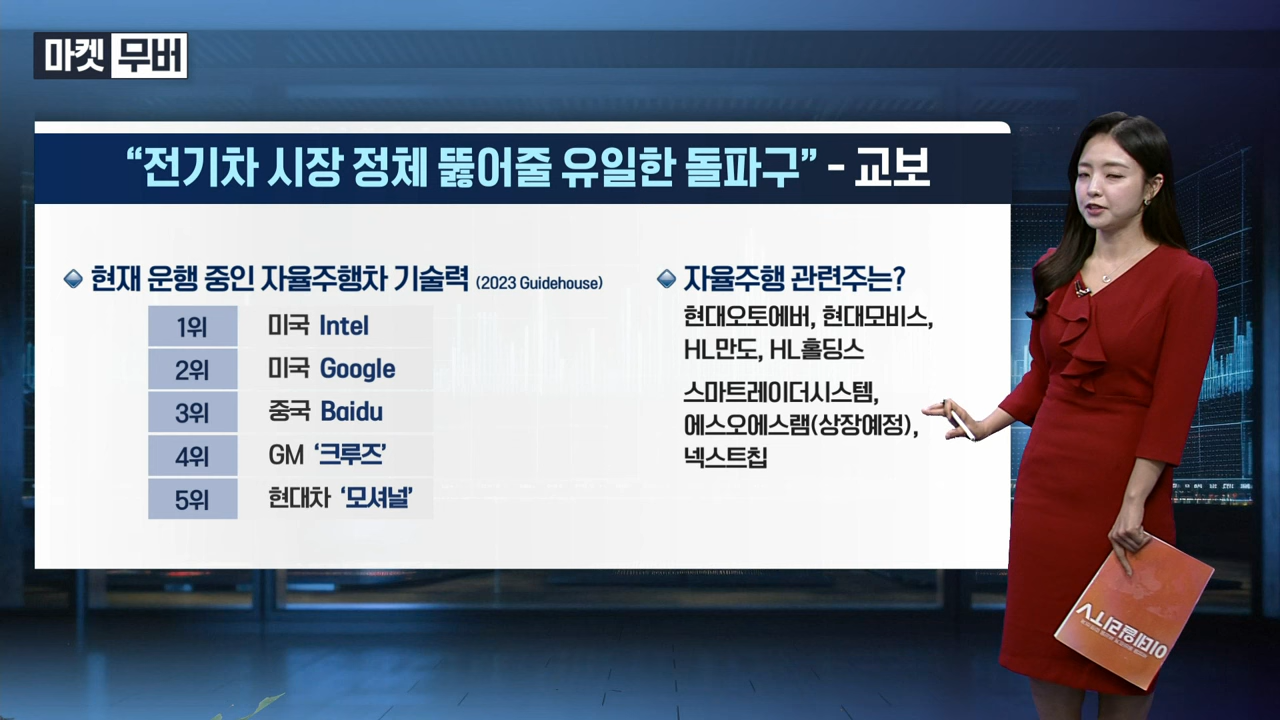 마켓 무버
“전기차 시장 정체 뚫어줄 유일한 돌파구” - 교보
현재 운행 중인 자율주행차 기술력 (2023 Guidehouse)
1위 미국 Intel
2위 미국 Google
3위 중국 Baidu
4위 GM ‘크루즈’
5위 현대차 ‘모셔널’
자율주행 관련주는?
현대오토에버, 현대모비스,
HL만도, HL홀딩스
스마트레이더시스템,
에스오에스랩(상장예정),
넥스트칩
이데일리TV